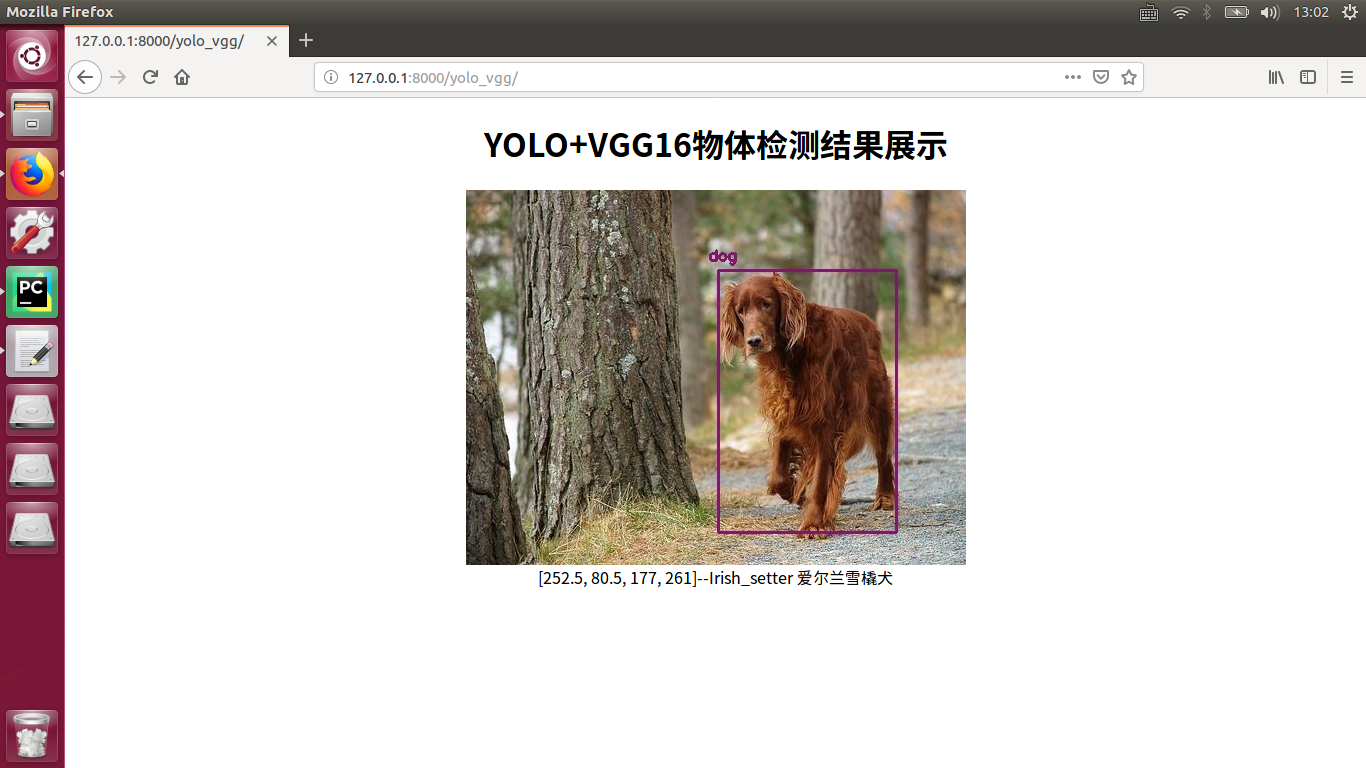 Mozilla Firefox
13:02
127.0.0.1:8000/yolo_vgg/
127.0.0.1:8000/yolo_vgg/
YOLO+VGG16物体检测结果展示
dog
PC
[252.5, 80.5, 177, 261]--Irish_setter 爱尔兰雪橇犬